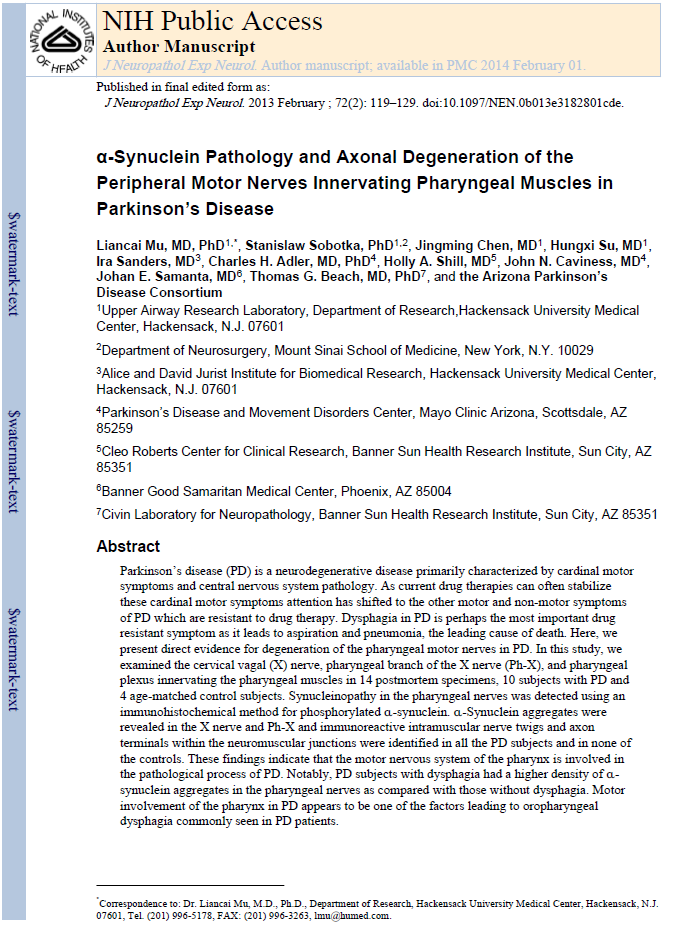 NATIONAL INSTITUTES OF HEALTH
NIH Public Access
Author Manuscript
J Neuropathol Exp Neurol. Author manuscript; available in PMC 2014 February 01.
Published in final edited form as:
J Neuropathol Exp Neurol. 2013 February ; 72(2): 119–129. doi:10.1097/NEN.0b013e3182801cde.
α-Synuclein Pathology and Axonal Degeneration of the
Peripheral Motor Nerves Innervating Pharyngeal Muscles in
Parkinson's Disease
Liancai Mu, MD, PhD1,*, Stanislaw Sobotka, PhD1,2, Jingming Chen, MD1, Hungxi Su, MD1,
Ira Sanders, MD3, Charles H. Adler, MD, PhD4, Holly A. Shill, MD5, John N. Caviness, MD4,
Johan E. Samanta, MD6, Thomas G. Beach, MD, PhD7, and the Arizona Parkinson's
Disease Consortium
1Upper Airway Research Laboratory, Department of Research,Hackensack University Medical
Center, Hackensack, N.J. 07601
2Department of Neurosurgery, Mount Sinai School of Medicine, New York, N.Y. 10029
3Alice and David Jurist Institute for Biomedical Research, Hackensack University Medical Center,
Hackensack, N.J. 07601
4Parkinson's Disease and Movement Disorders Center, Mayo Clinic Arizona, Scottsdale, AZ
85259
5Cleo Roberts Center for Clinical Research, Banner Sun Health Research Institute, Sun City, AZ
85351
6Banner Good Samaritan Medical Center, Phoenix, AZ 85004
7Civin Laboratory for Neuropathology, Banner Sun Health Research Institute, Sun City, AZ 85351
Abstract
Parkinson's disease (PD) is a neurodegenerative disease primarily characterized by cardinal motor
symptoms and central nervous system pathology. As current drug therapies can often stabilize
these cardinal motor symptoms attention has shifted to the other motor and non-motor symptoms
of PD which are resistant to drug therapy. Dysphagia in PD is perhaps the most important drug
resistant symptom as it leads to aspiration and pneumonia, the leading cause of death. Here, we
present direct evidence for degeneration of the pharyngeal motor nerves in PD. In this study, we
examined the cervical vagal (X) nerve, pharyngeal branch of the X nerve (Ph-X), and pharyngeal
plexus innervating the pharyngeal muscles in 14 postmortem specimens, 10 subjects with PD and
4 age-matched control subjects. Synucleinopathy in the pharyngeal nerves was detected using an
immunohistochemical method for phosphorylated α-synuclein. α-Synuclein aggregates were
revealed in the X nerve and Ph-X and immunoreactive intramuscular nerve twigs and axon
terminals within the neuromuscular junctions were identified in all the PD subjects and in none of
the controls. These findings indicate that the motor nervous system of the pharynx is involved in
the pathological process of PD. Notably, PD subjects with dysphagia had a higher density of α-
synuclein aggregates in the pharyngeal nerves as compared with those without dysphagia. Motor
involvement of the pharynx in PD appears to be one of the factors leading to oropharyngeal
dysphagia commonly seen in PD patients.
*Correspondence to: Dr. Liancai Mu, M.D., Ph.D., Department of Research, Hackensack University Medical Center, Hackensack, N.J.
07601, Tel. (201) 996-5178, FAX: (201) 996-3263, lmu@humed.com.
$watermark-text
$watermark-text
$watermark-text